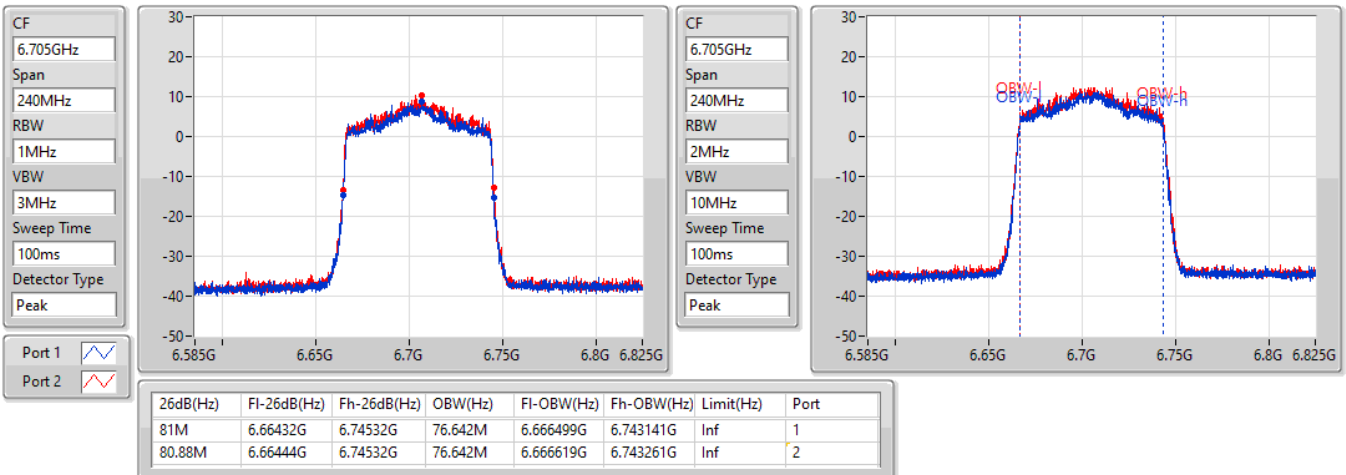 CF
6.705GHz
Span
240MHz
RBW
1MHz
VBW
3MHz
Sweep Time
100ms
Detector Type
Peak
Port 1
Port 2
30
20
10
0
-10
-20
-30
-40
-50
6.585G 6.65G 6.7G 6.75G 6.8G 6.825G
CF
6.705GHz
Span
240MHz
RBW
2MHz
VBW
10MHz
Sweep Time
100ms
Detector Type
Peak
30
20
10
0
-10
-20
-30
-40
-50
OBW-l OBW-h
OBW-l OBW-h
6.585G 6.65G 6.7G 6.75G 6.8G 6.825G
26dB(Hz) Fl-26dB(Hz) Fh-26dB(Hz) OBW(Hz) Fl-OBW(Hz) Fh-OBW(Hz) Limit(Hz) Port
81M 6.66432G 6.74532G 76.642M 6.666499G 6.743141G Inf 1
80.88M 6.66444G 6.74532G 76.642M 6.666619G 6.743261G Inf 2